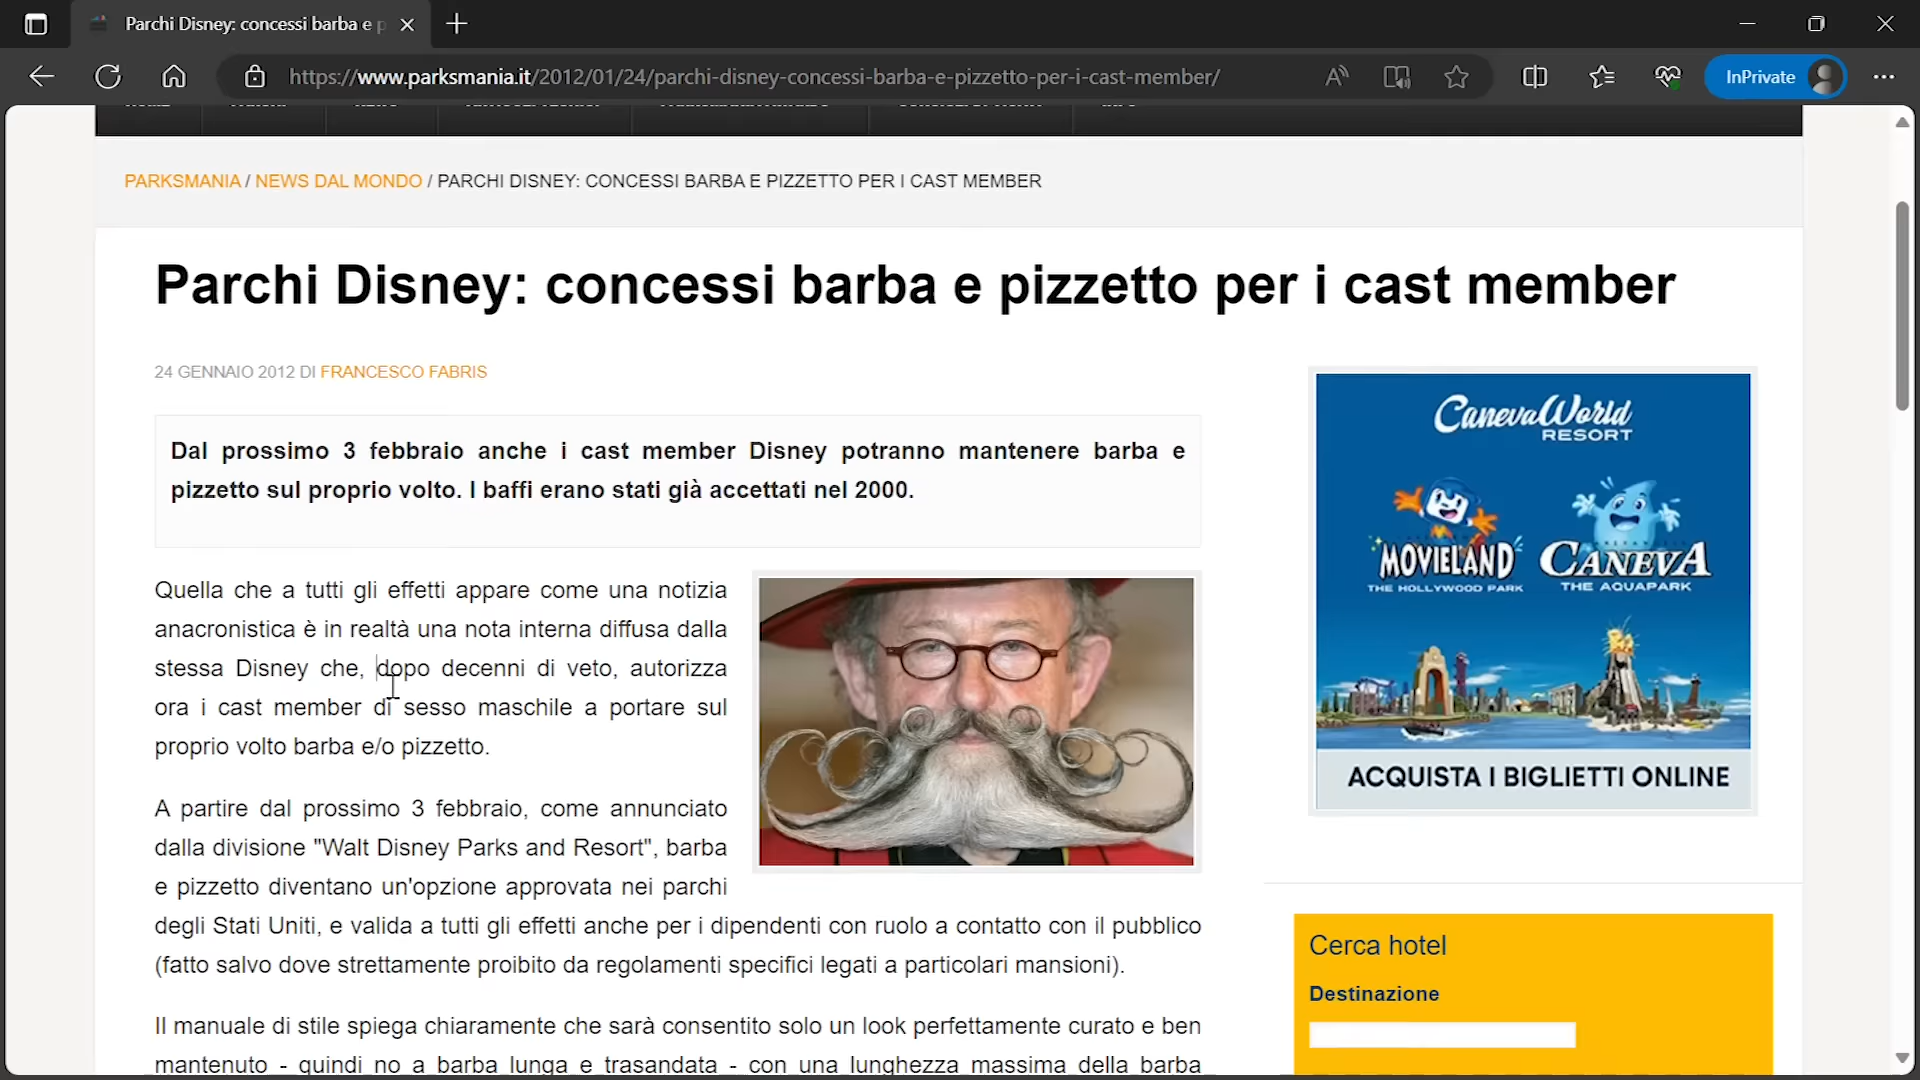 Parchi Disney: concessi barba e p
https://www.parksmania.it/2012/01/24/parchi-disney-concessi-barba-e-pizzetto-per-i-cast-member/
InPrivate
PARKSMANIA / NEWS DAL MONDO / PARCHI DISNEY: CONCESSI BARBA E PIZZETTO PER I CAST MEMBER
Parchi Disney: concessi barba e pizzetto per i cast member
24 GENNAIO 2012 DI FRANCESCO FABRIS
Dal prossimo 3 febbraio anche i cast member Disney potranno mantenere barba e
pizzetto sul proprio volto. I baffi erano stati già accettati nel 2000.
Quella che a tutti gli effetti appare come una notizia
anacronistica è in realtà una nota interna diffusa dalla
stessa Disney che, dopo decenni di veto, autorizza
ora i cast member di sesso maschile a portare sul
proprio volto barba e/o pizzetto.
A partire dal prossimo 3 febbraio, come annunciato
dalla divisione "Walt Disney Parks and Resort", barba
e pizzetto diventano un'opzione approvata nei parchi
degli Stati Uniti, e valida a tutti gli effetti anche per i dipendenti con ruolo a contatto con il pubblico
(fatto salvo dove strettamente proibito da regolamenti specifici legati a particolari mansioni).
Il manuale di stile spiega chiaramente che sarà consentito solo un look perfettamente curato e ben
mantenuto - quindi no a barba lunga e trasandata - con una lunghezza massima della barba
CanevaWorld
RESORT
MOVIELAND
THE HOLLYWOOD PARK
CANEVA
THE AQUAPARK
ACQUISTA I BIGLIETTI ONLINE
Cerca hotel
Destinazione